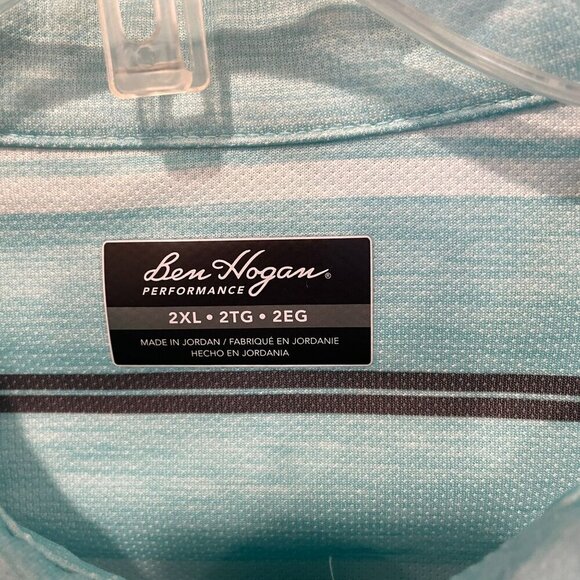 Ben Hogan®
PERFORMANCE
2XL • 2TG • 2EG
MADE IN JORDAN / FABRIQUÉ EN JORDANIE
HECHO EN JORDANIA